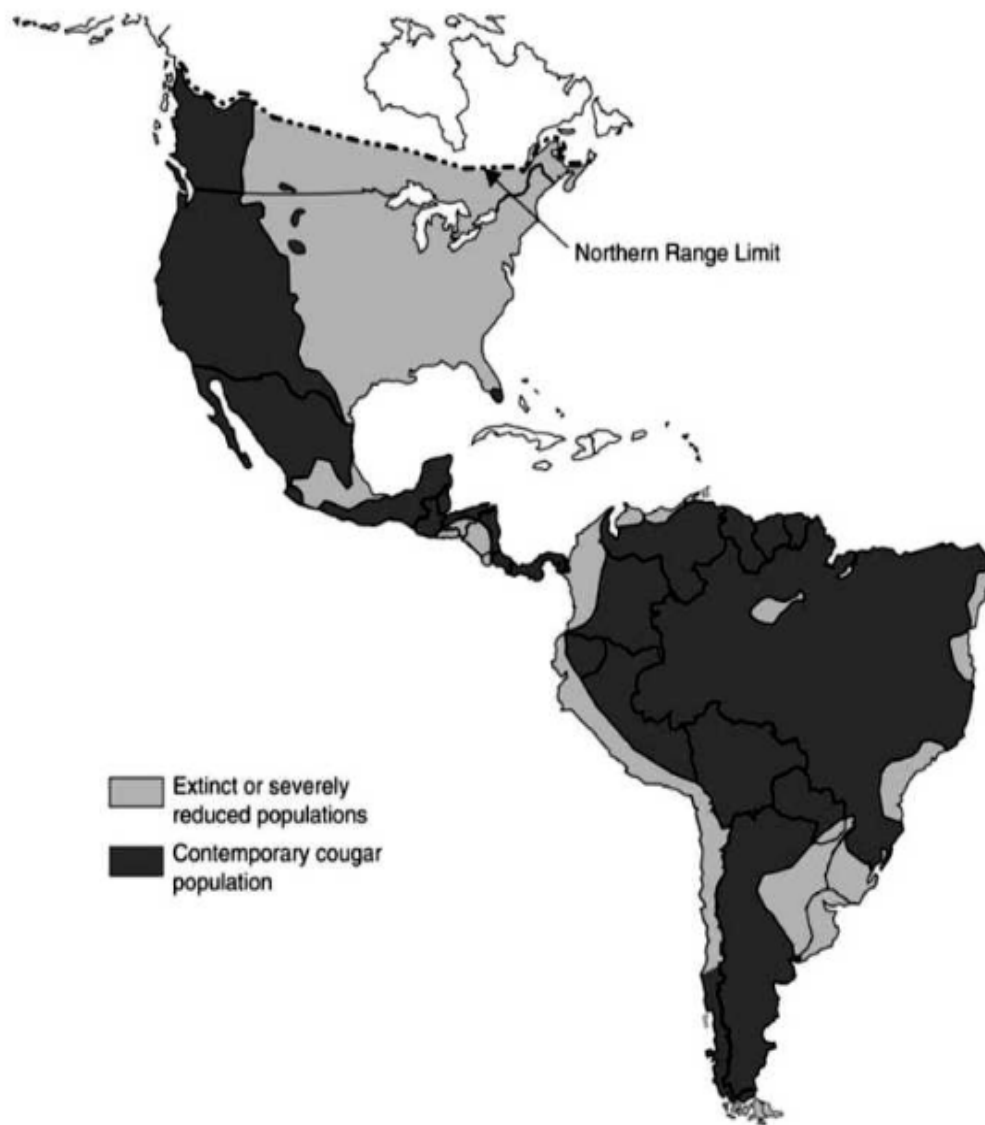 Northern Range Limit
Extinct or severely
reduced populations
Contemporary cougar
population